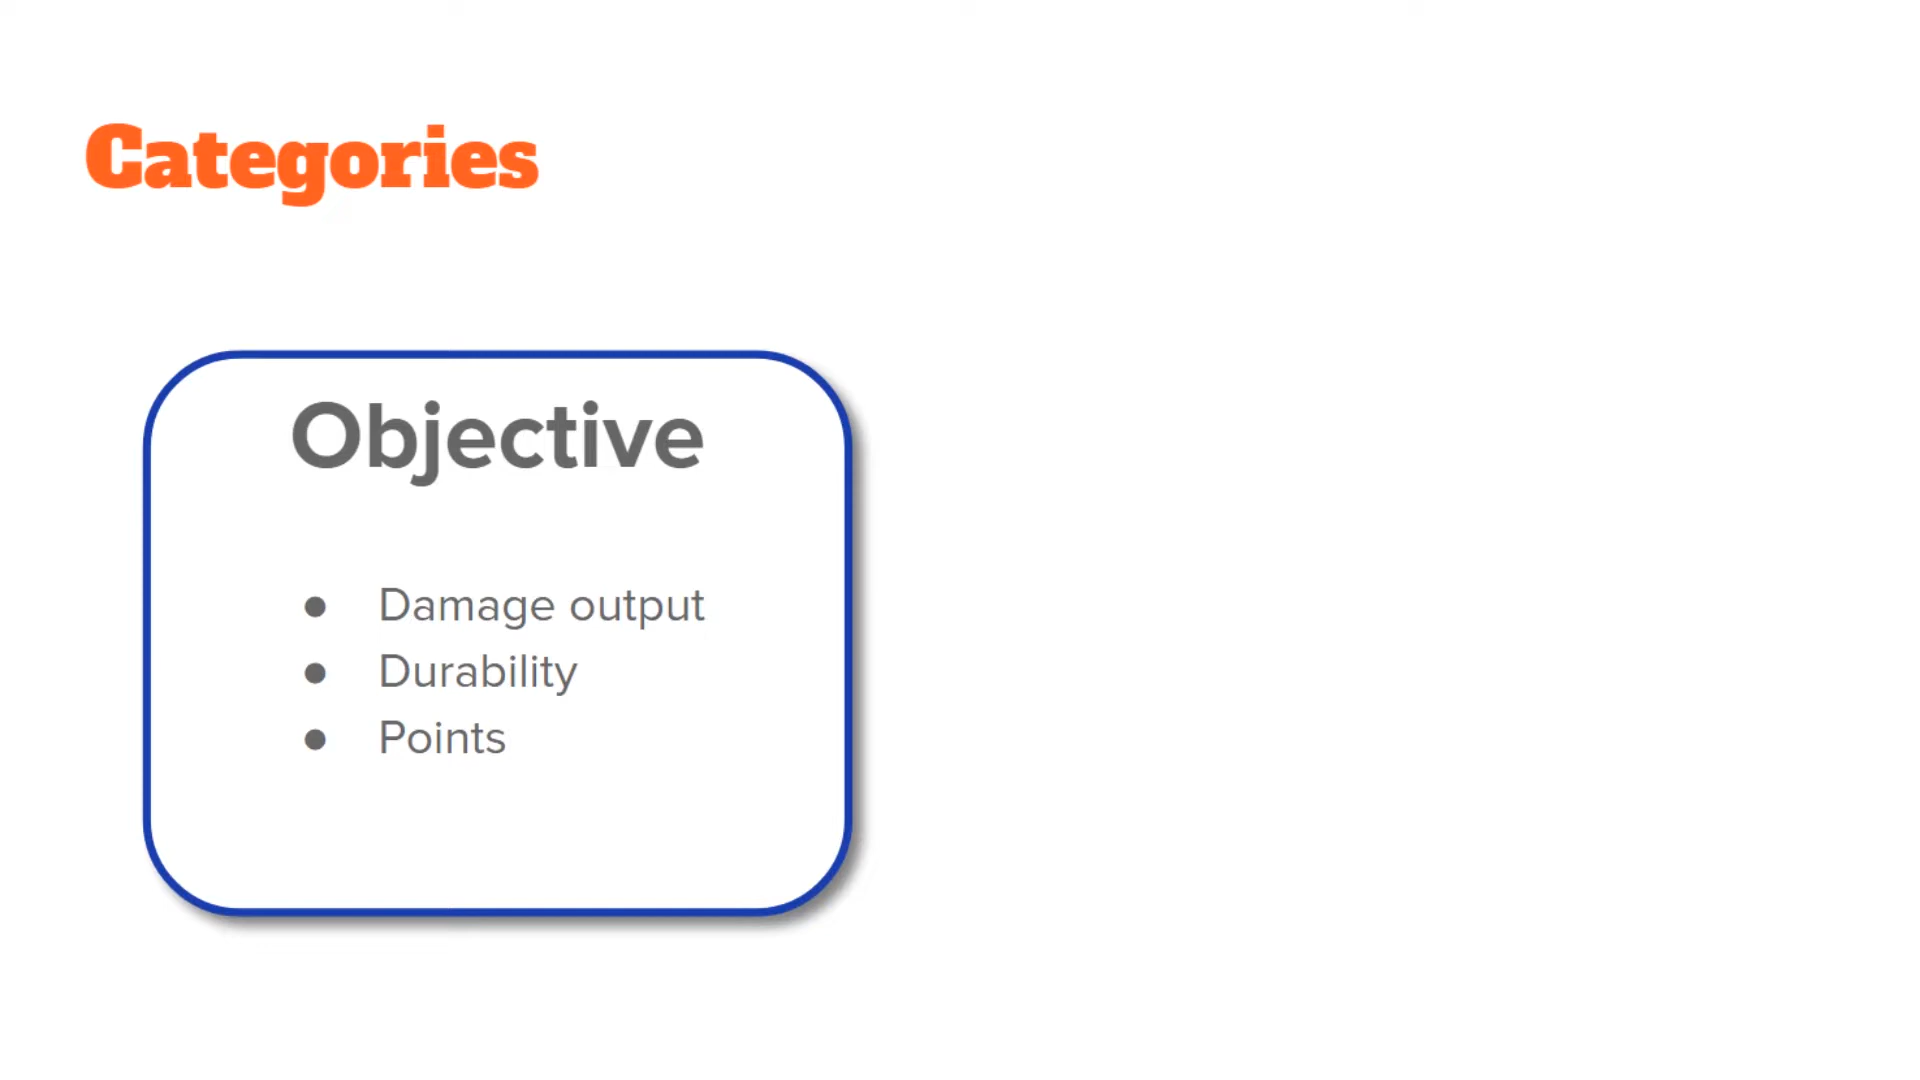 Categories
Objective
● Damage output
● Durability
● Points